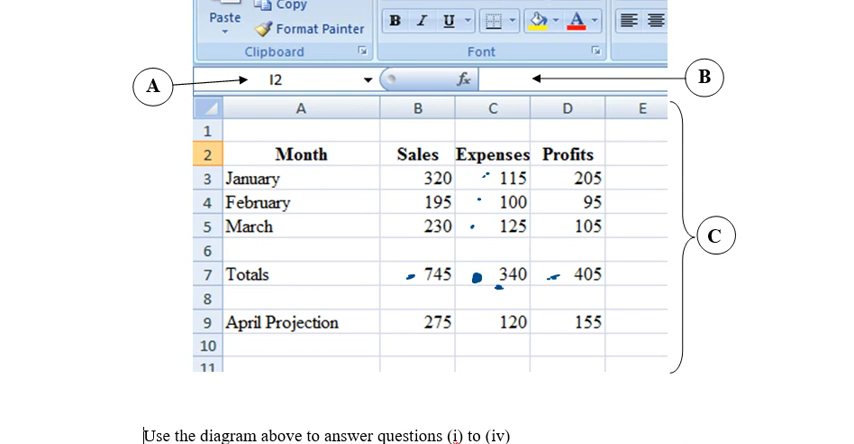 Copy
Paste
Format Painter
Clipboard
B I U A
Font
A
I2
fx
B
A B C D E
1
2 Month Sales Expenses Profits
3 January 320 115 205
4 February 195 100 95
5 March 230 125 105
6
7 Totals 745 340 405
8
9 April Projection 275 120 155
10
11
C
Use the diagram above to answer questions (i) to (iv)